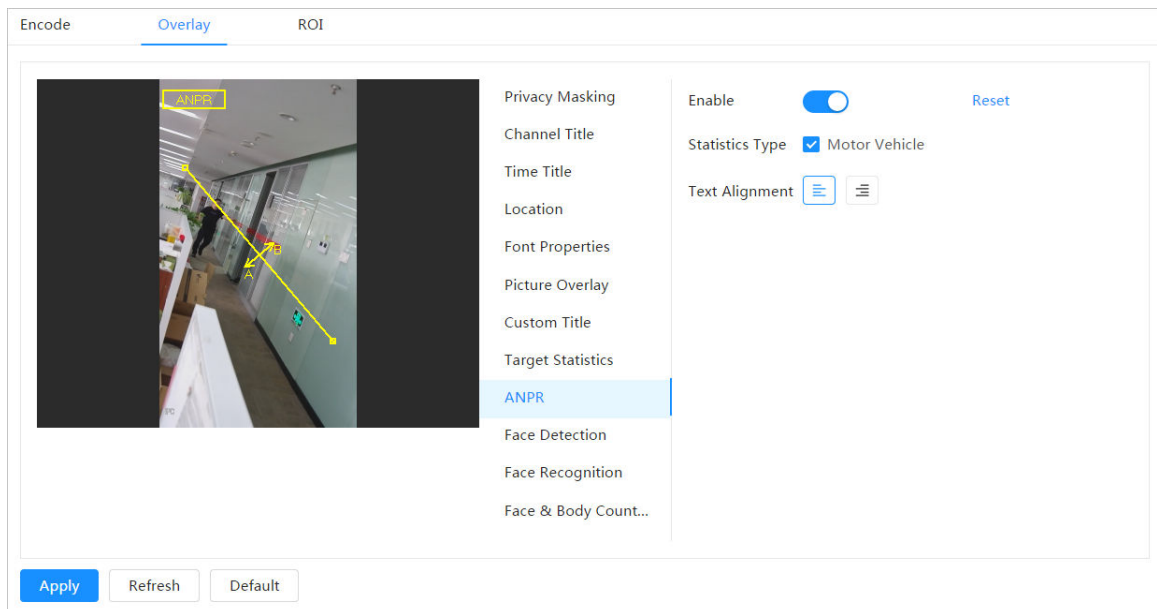 Encode Overlay ROI
ANPR
B
A
Privacy Masking
Channel Title
Time Title
Location
Font Properties
Picture Overlay
Custom Title
Target Statistics
ANPR
Face Detection
Face Recognition
Face & Body Count...
Enable Reset
Statistics Type Motor Vehicle
Text Alignment
Apply Refresh Default